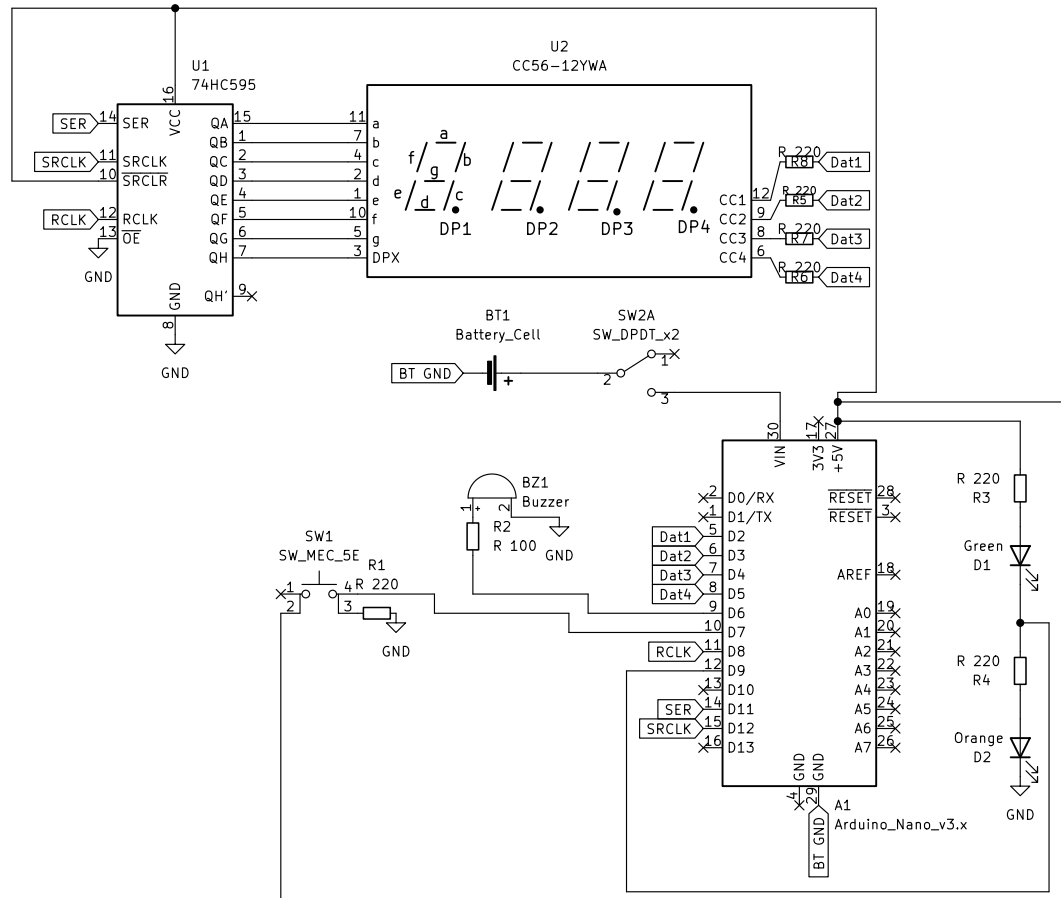 U1
74HC595
16
VCC
SER 14 SER
SRCLK 11 SRCLK
10 SRCLR
RCLK 12 RCLK
13 OE
GND
QA 15
QB 1
QC 2
QD 3
QE 4
QF 5
QG 6
QH 7
QH' 9
GND
8
GND
U2
CC56-12YWA
11 a
7 b
4 c
2 d
1 e
10 f
5 g
3 DPX
a
f b
g
e c
d
DP1 DP2 DP3 DP4
CC1 12
CC2 9
CC3 8
CC4 6
R 220
R8 Dat1
R 220
R5 Dat2
R 220
R7 Dat3
R 220
R6 Dat4
BT1
Battery_Cell
BT GND
+
SW2A
SW_DPDT_x2
1
2
3
BZ1
Buzzer
1 + 2
GND
R2
R 100
SW1
SW_MEC_5E
1 4
2 3
R1
R 220
GND
30 17 27
VIN 3V3 +5V
2 D0/RX
1 D1/TX
Dat1 5 D2
Dat2 6 D3
Dat3 7 D4
Dat4 8 D5
9 D6
10 D7
RCLK 11 D8
12 D9
13 D10
SER 14 D11
SRCLK 15 D12
16 D13
RESET 28
RESET 3
AREF 18
A0 19
A1 20
A2 21
A3 22
A4 23
A5 24
A6 25
A7 26
GND GND
4 29
BT GND
A1
Arduino_Nano_v3.x
R 220
R3
Green
D1
R 220
R4
Orange
D2
GND